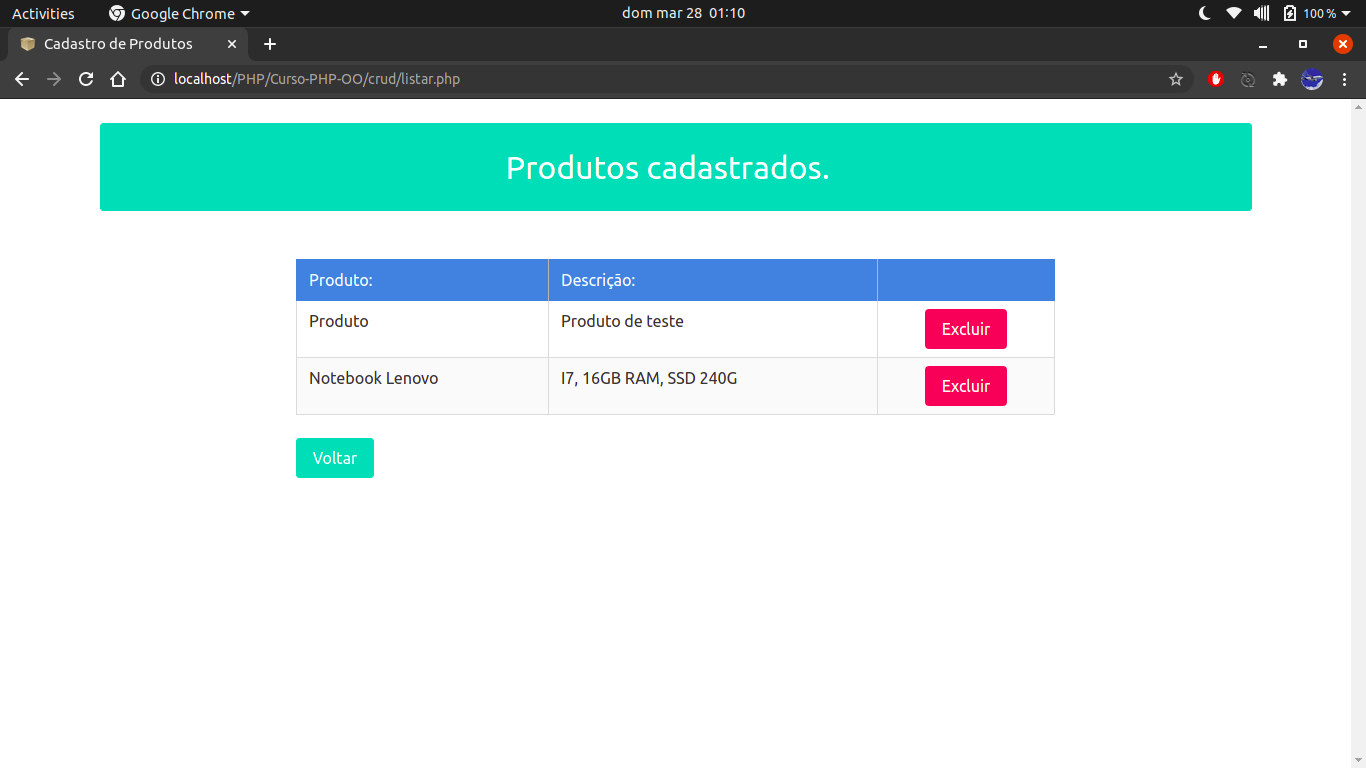 Activities Google Chrome dom mar 28 01:10 100 %
Cadastro de Produtos
localhost/PHP/Curso-PHP-OO/crud/listar.php
Produtos cadastrados.
Produto: Descrição:
Produto Produto de teste Excluir
Notebook Lenovo I7, 16GB RAM, SSD 240G Excluir
Voltar